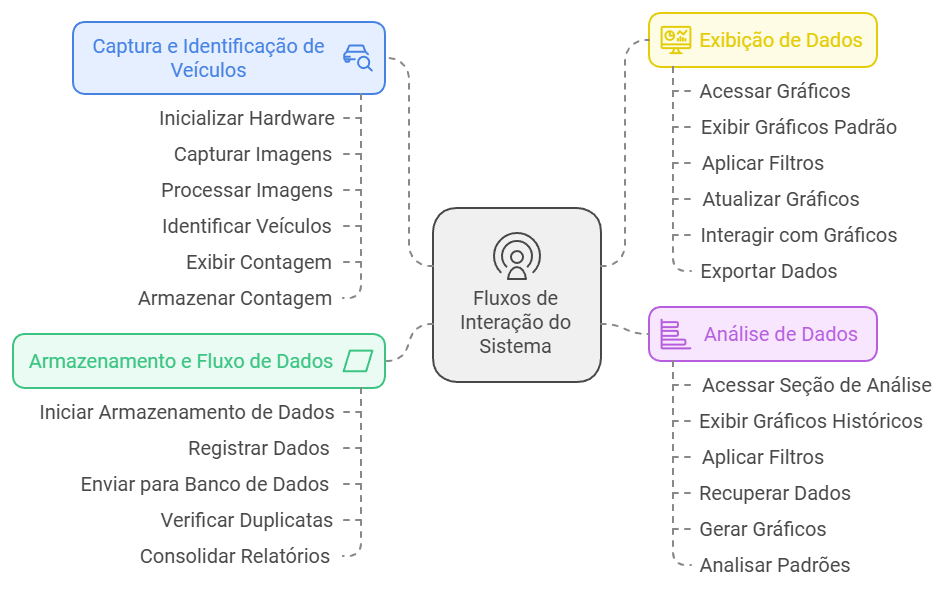 Captura e Identificação de
Veículos
Inicializar Hardware
Capturar Imagens
Processar Imagens
Identificar Veículos
Exibir Contagem
Armazenar Contagem
Armazenamento e Fluxo de Dados
Iniciar Armazenamento de Dados
Registrar Dados
Enviar para Banco de Dados
Verificar Duplicatas
Consolidar Relatórios
Fluxos de
Interação do
Sistema
Exibição de Dados
Acessar Gráficos
Exibir Gráficos Padrão
Aplicar Filtros
Atualizar Gráficos
Interagir com Gráficos
Exportar Dados
Análise de Dados
Acessar Seção de Análise
Exibir Gráficos Históricos
Aplicar Filtros
Recuperar Dados
Gerar Gráficos
Analisar Padrões